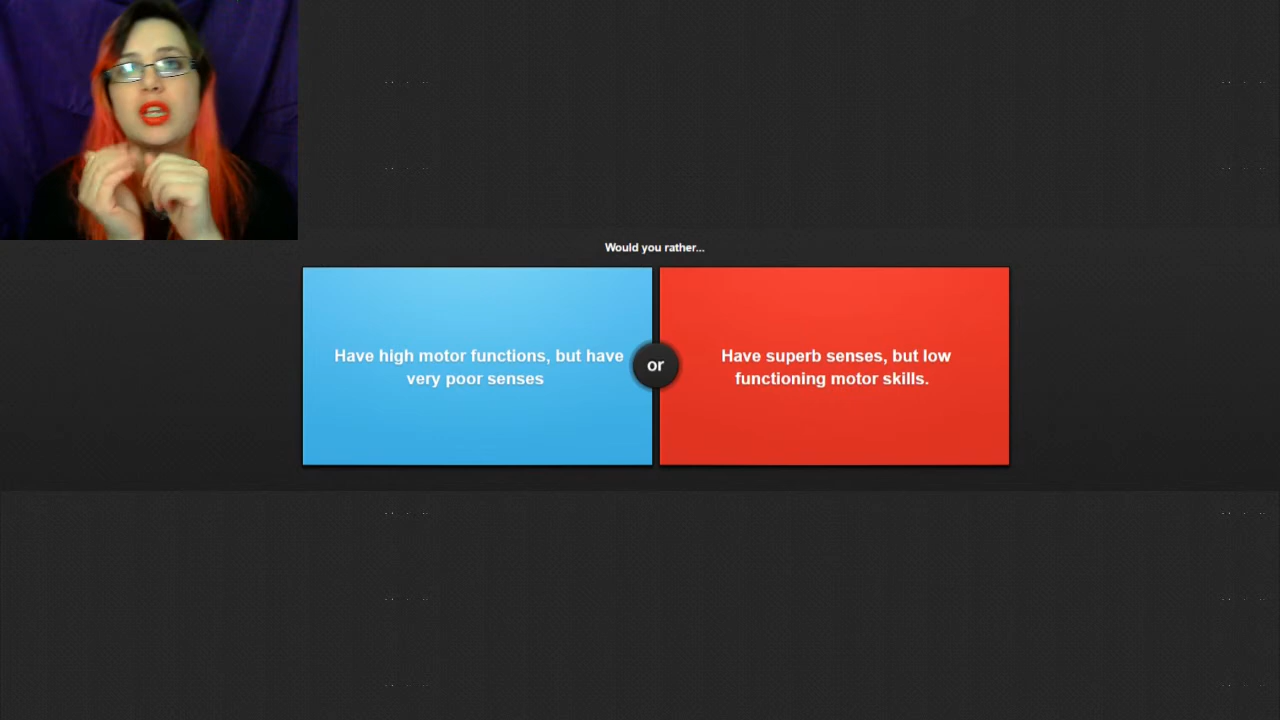 Would you rather...
Have high motor functions, but have
very poor senses
or
Have superb senses, but low
functioning motor skills.